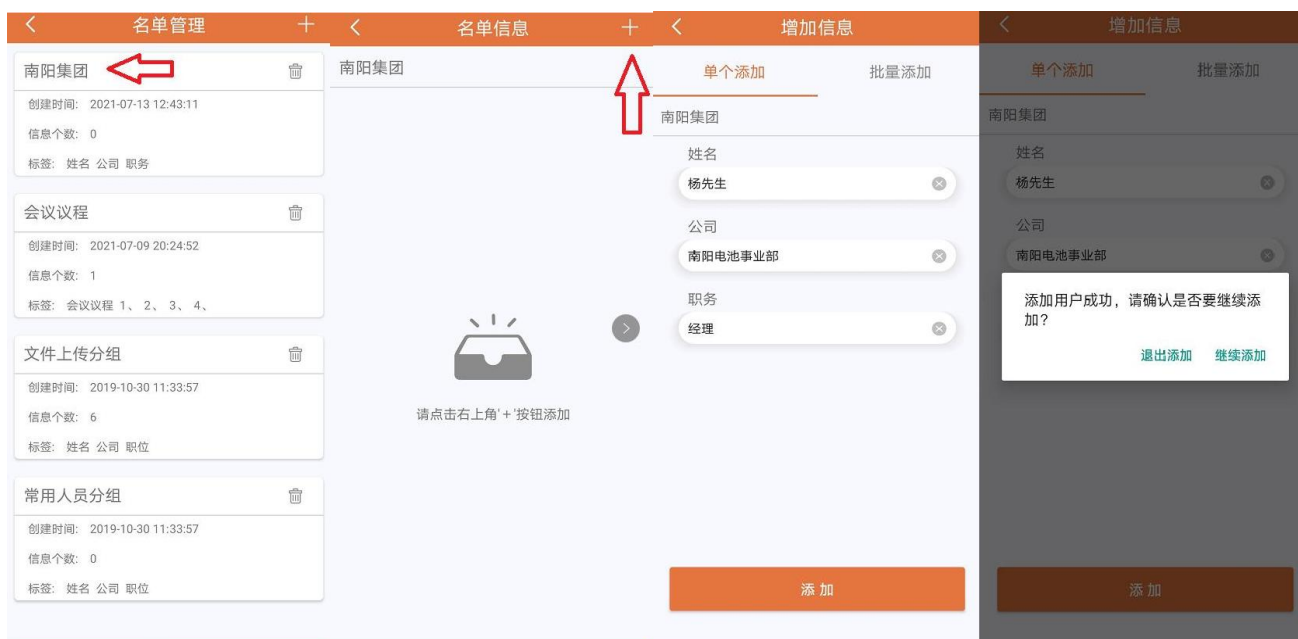 名单管理
南阳集团
创建时间: 2021-07-13 12:43:11
信息个数: 0
标签: 姓名 公司 职务
会议议程
创建时间: 2021-07-09 20:24:52
信息个数: 1
标签: 会议议程 1、 2、 3、 4、
文件上传分组
创建时间: 2019-10-30 11:33:57
信息个数: 6
标签: 姓名 公司 职位
常用人员分组
创建时间: 2019-10-30 11:33:57
信息个数: 0
标签: 姓名 公司 职位
名单信息
南阳集团
请点击右上角'+'按钮添加
增加信息
单个添加 批量添加
南阳集团
姓名
杨先生
公司
南阳电池事业部
职务
经理
添 加
增加信息
单个添加 批量添加
南阳集团
姓名
杨先生
公司
南阳电池事业部
添加用户成功，请确认是否要继续添
加?
退出添加 继续添加
添 加